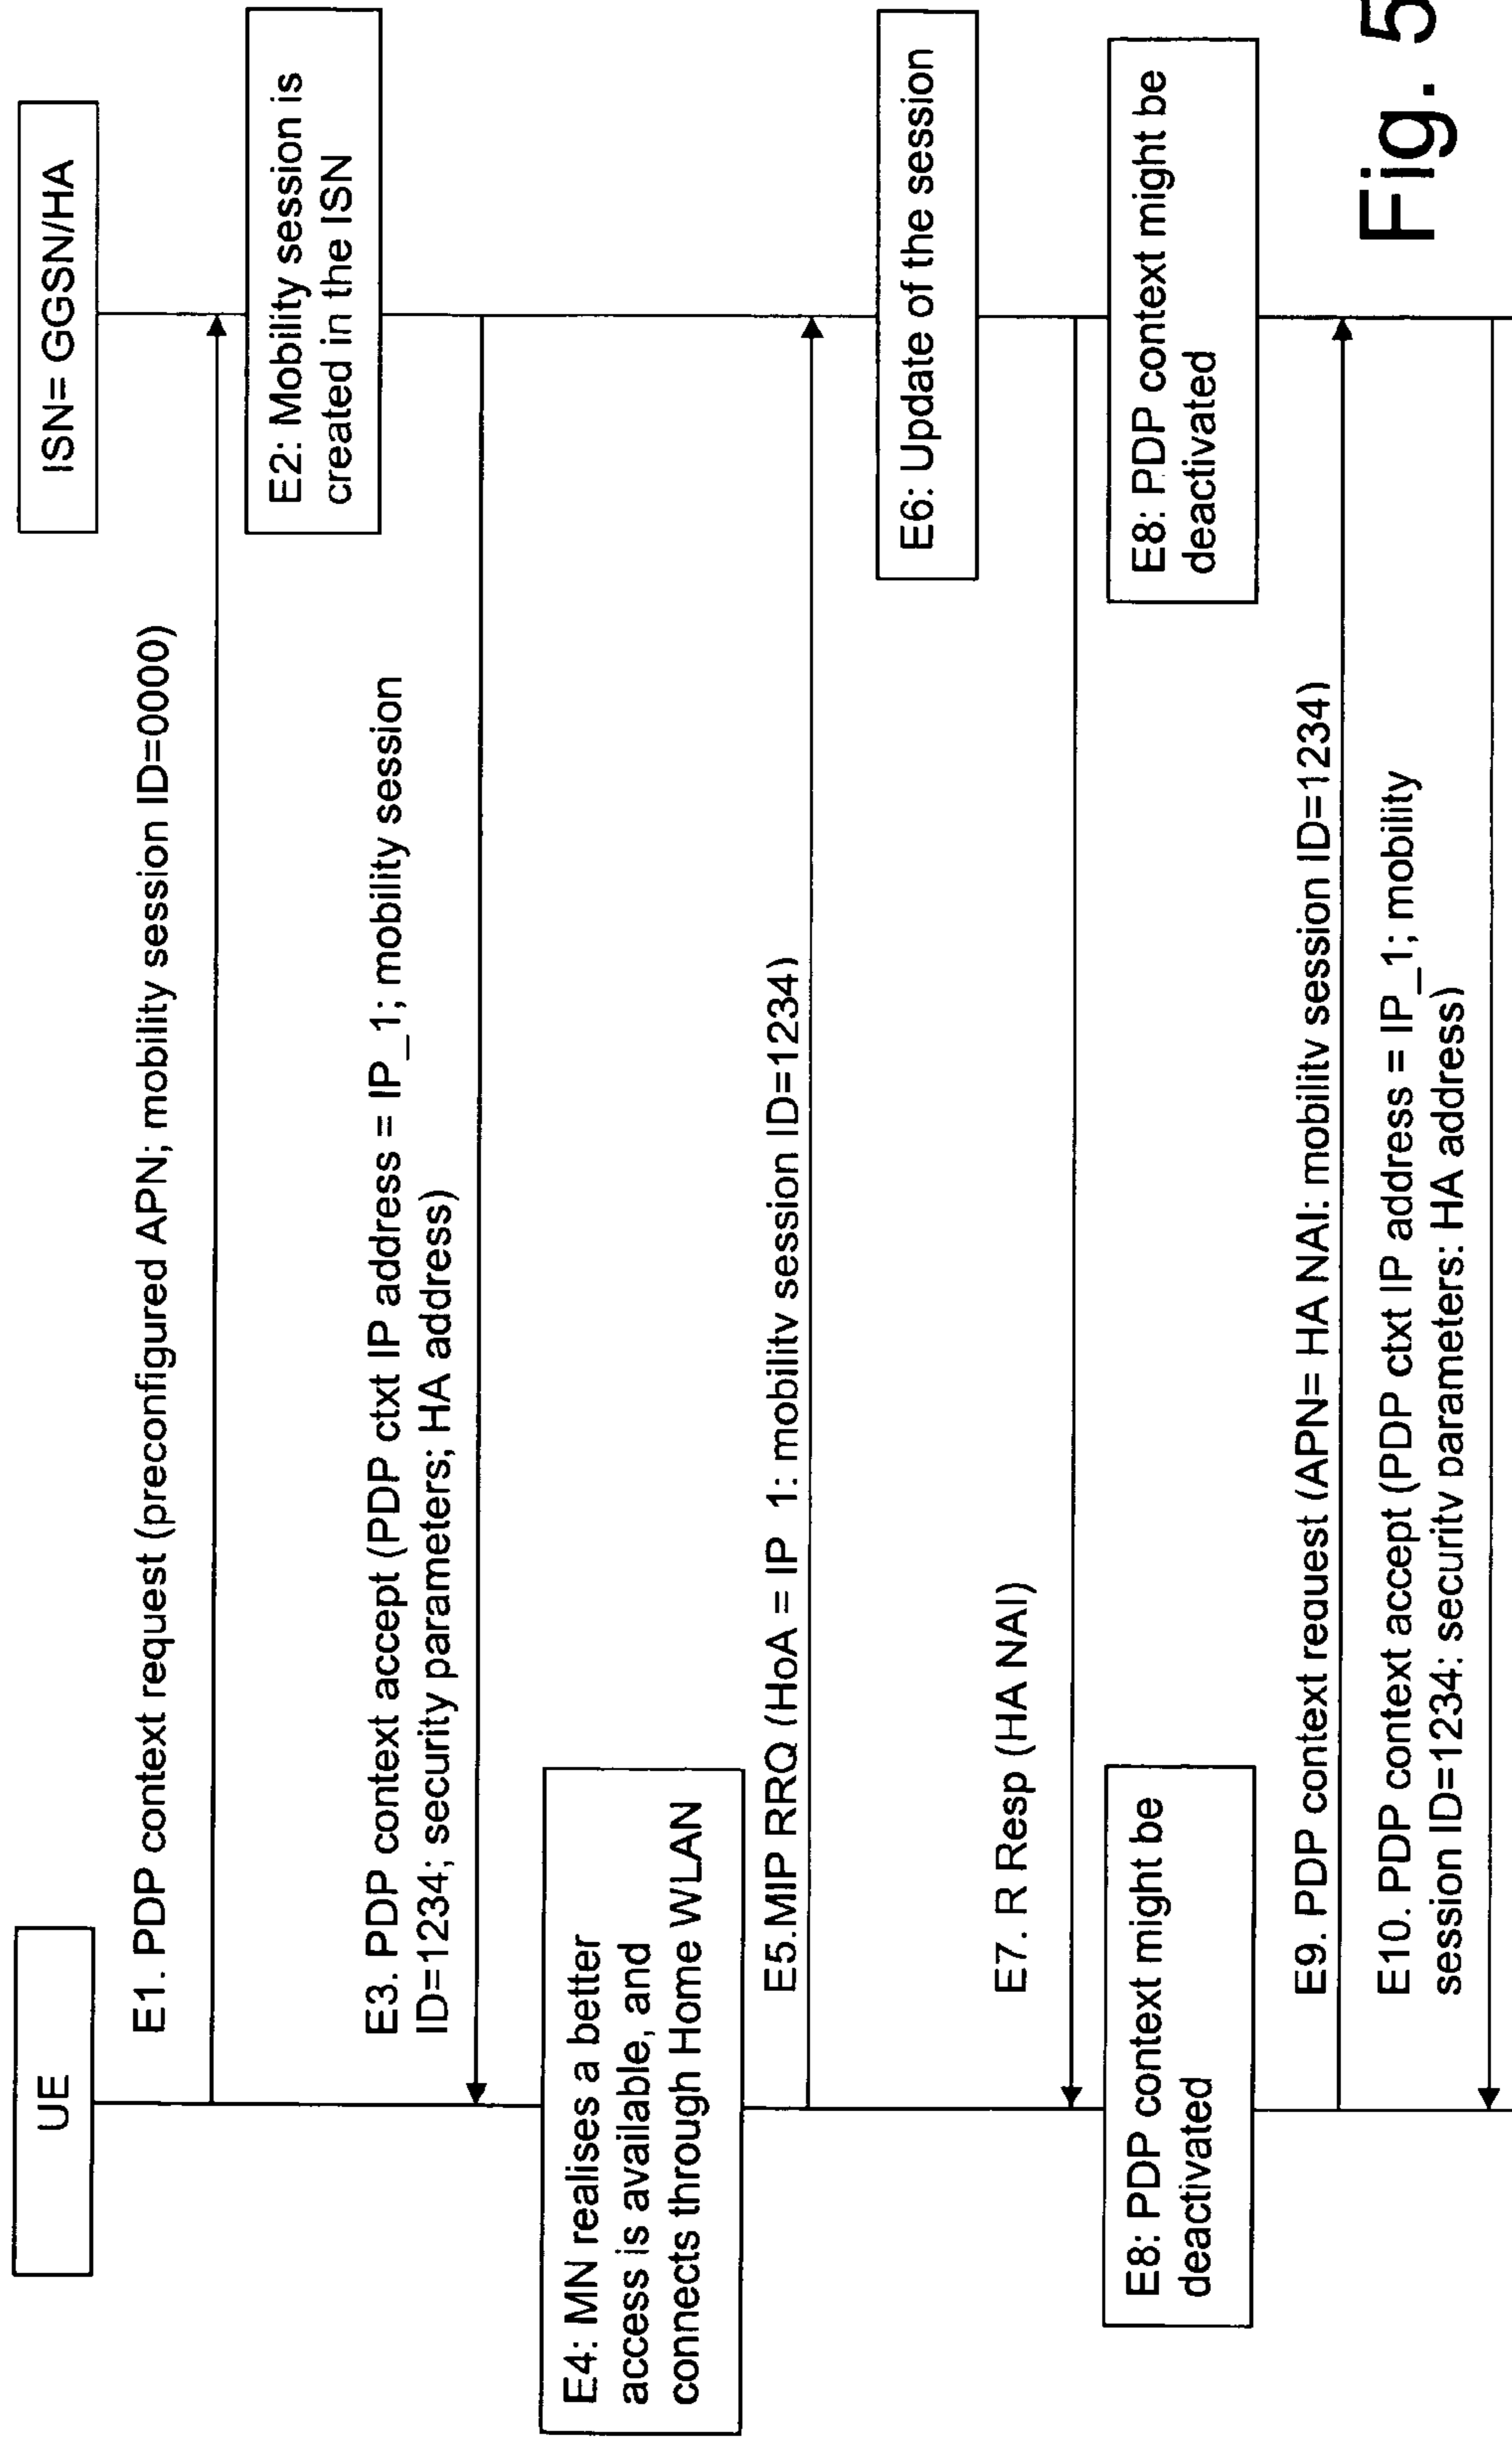 UE
ISN= GGSN/HA
E1. PDP context request (preconfigured APN; mobility session ID=0000)
E2: Mobility session is
created in the ISN
E3. PDP context accept (PDP ctxt IP address = IP_1; mobility session
ID=1234; security parameters; HA address)
E4: MN realises a better
access is available, and
connects through Home WLAN
E5.MIP RRQ (HoA = IP 1: mobility session ID=1234)
E6: Update of the session
E7. R Resp (HA NAI)
E8: PDP context might be
deactivated
E8: PDP context might be
deactivated
E9. PDP context request (APN= HA NAI: mobility session ID=1234)
E10. PDP context accept (PDP ctxt IP address = IP_1; mobility
session ID=1234: security parameters: HA address)
Fig. 5